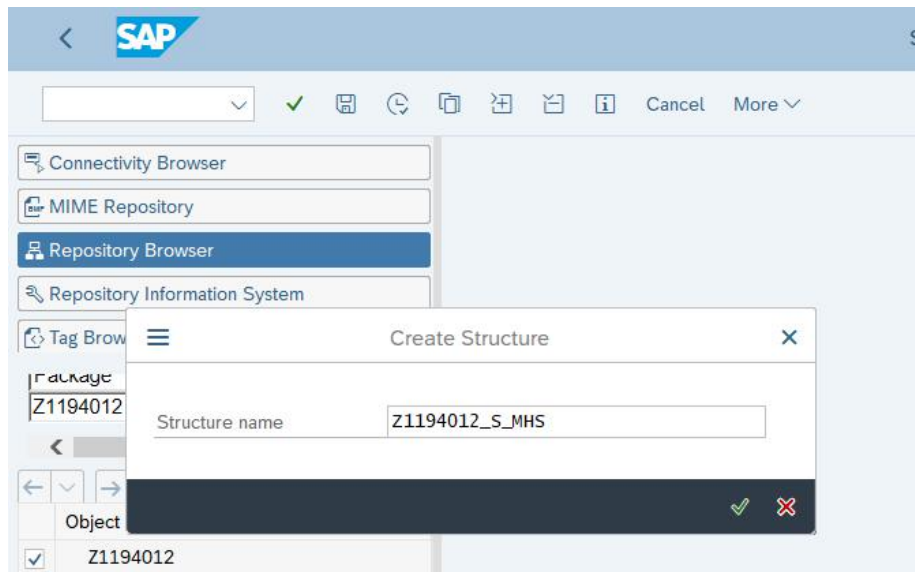 SAP
S
Cancel More
Connectivity Browser
MIME Repository
Repository Browser
Repository Information System
Tag Brow
Create Structure
Package
Z1194012
Structure name Z1194012_S_MHS
Object
Z1194012